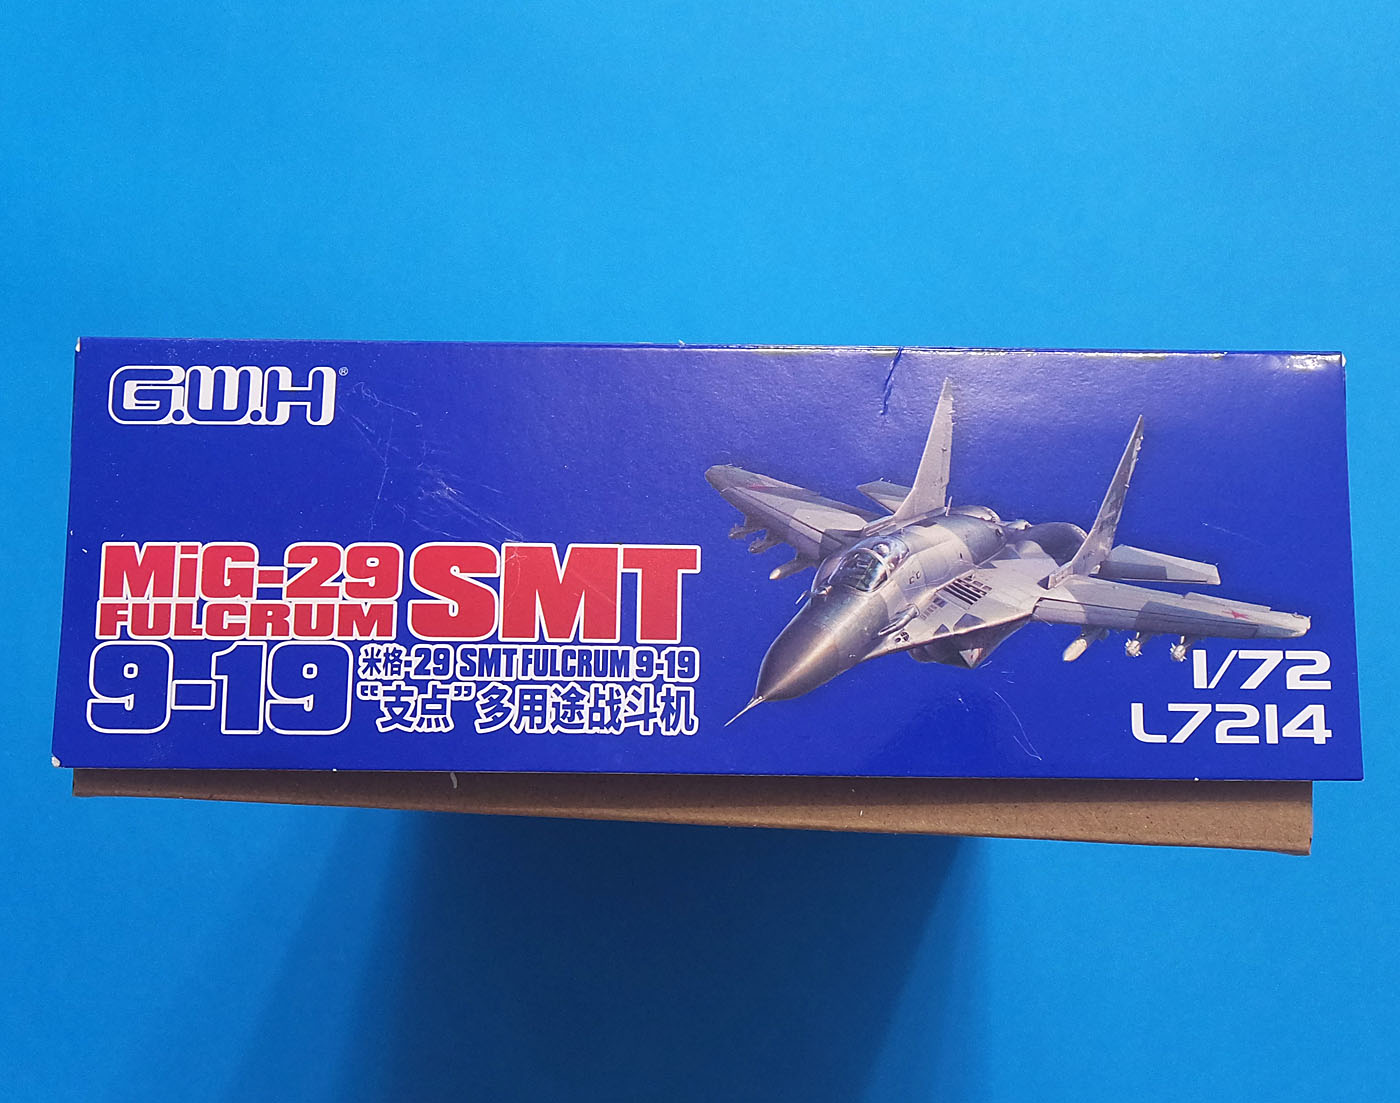 G.W.H®
MiG-29 SMT
FULCRUM
9-19
米格-29 SMT FULCRUM 9-19
“支点”多用途战斗机
1/72
L7214